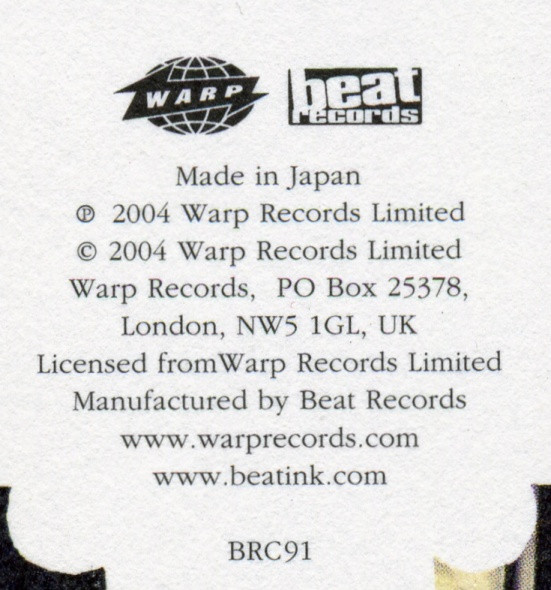 WARP beat
records
Made in Japan
℗ 2004 Warp Records Limited
© 2004 Warp Records Limited
Warp Records, PO Box 25378,
London, NW5 1GL, UK
Licensed fromWarp Records Limited
Manufactured by Beat Records
www.warprecords.com
www.beatink.com
BRC91